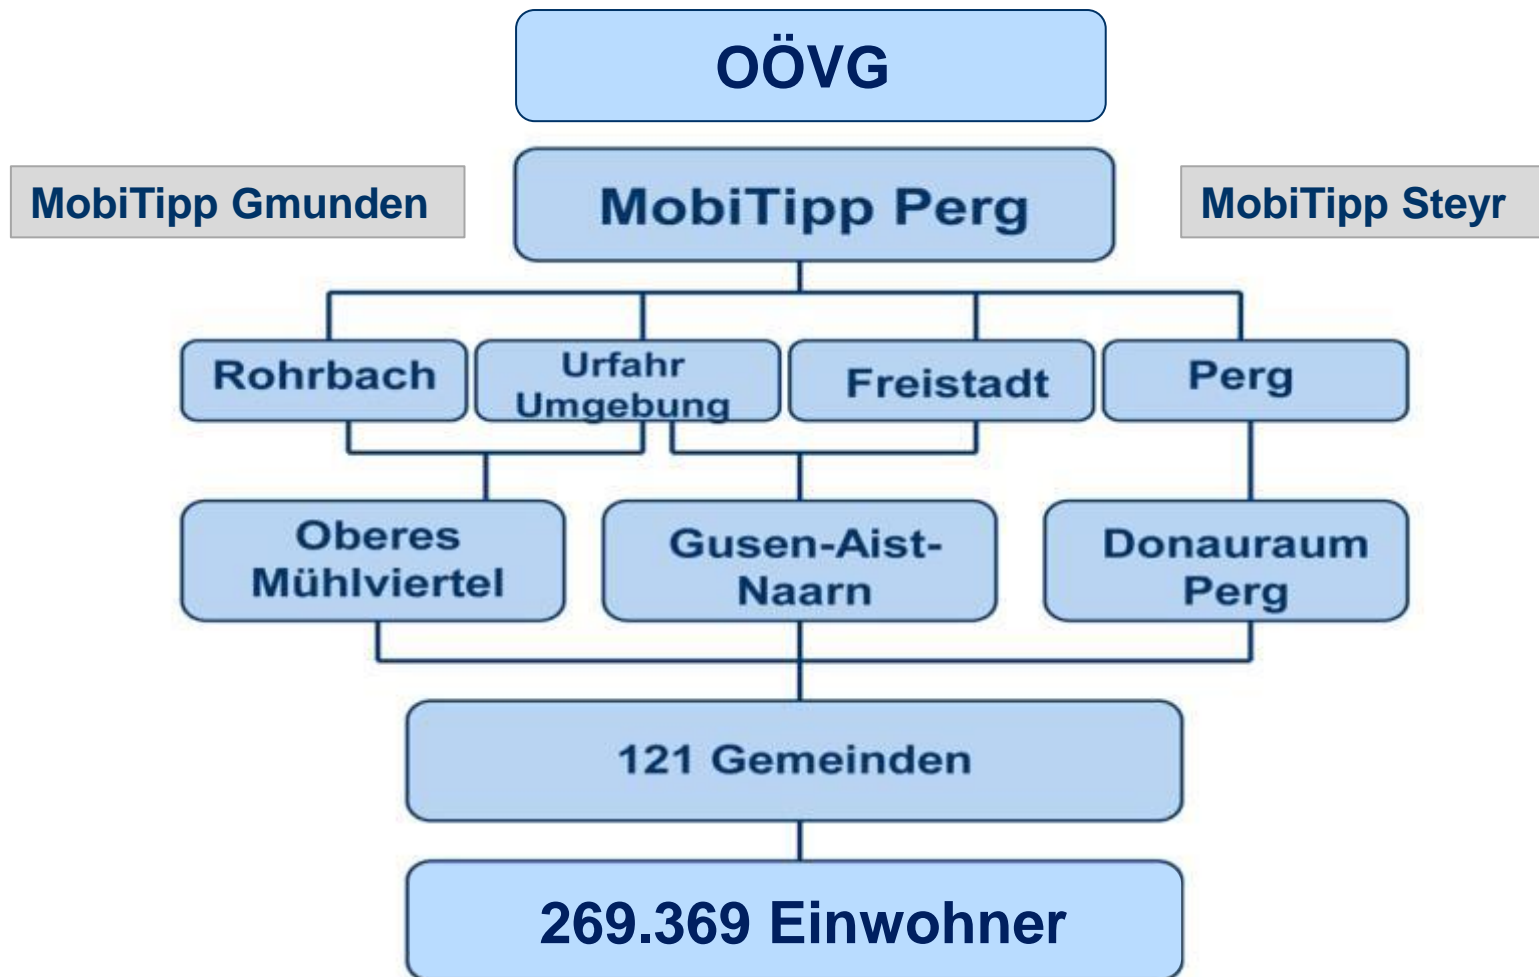 OÖVG
MobiTipp Gmunden
MobiTipp Perg
MobiTipp Steyr
Rohrbach
Urfahr
Umgebung
Freistadt
Perg
Oberes
Mühlviertel
Gusen-Aist-
Naarn
Donauraum
Perg
121 Gemeinden
269.369 Einwohner